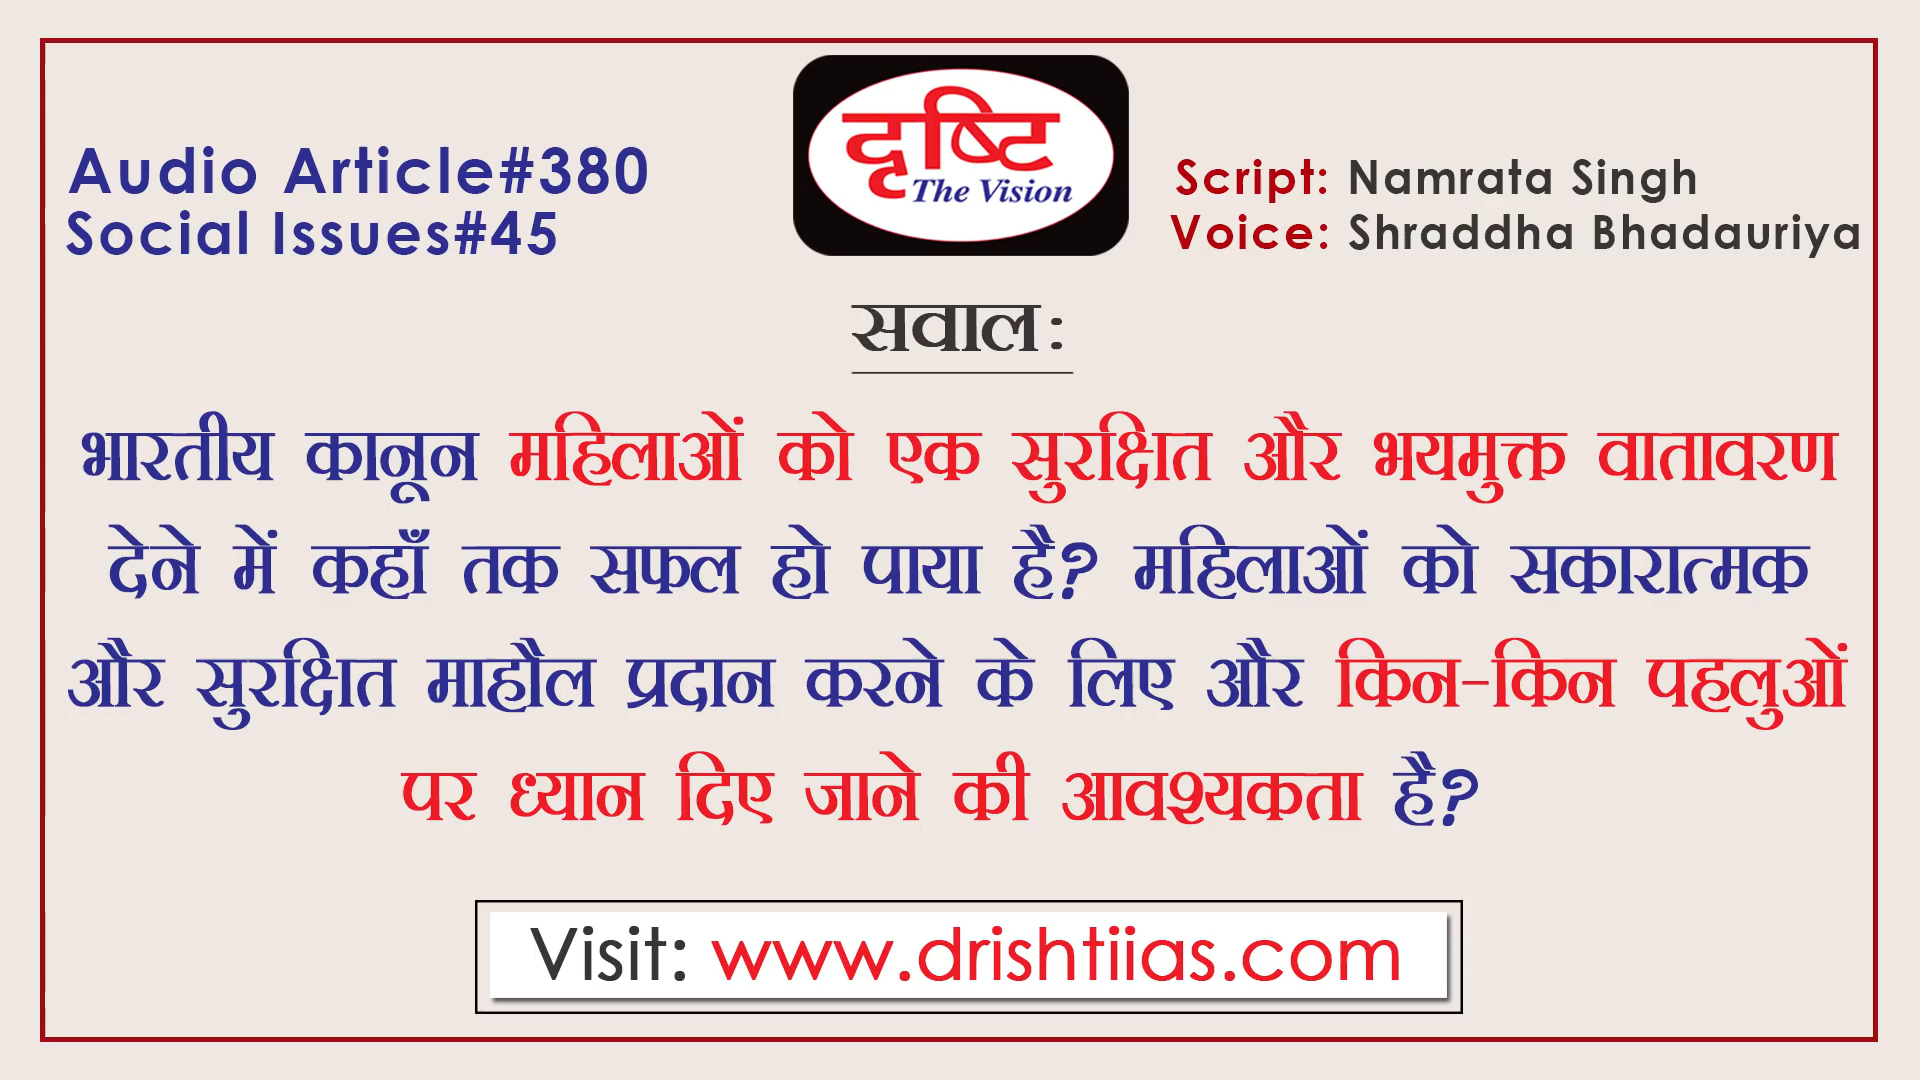 दृष्टि
The Vision
Audio Article#380
Social Issues#45
Script: Namrata Singh
Voice: Shraddha Bhadauriya
सवालः
भारतीय कानून महिलाओं को एक सुरक्षित और भयमुक्त वातावरण
देने में कहाँ तक सफल हो पाया है? महिलाओं को सकारात्मक
और सुरक्षित माहौल प्रदान करने के लिए और किन-किन पहलुओं
पर ध्यान दिए जाने की आवश्यकता है?
Visit: www.drishtiias.com